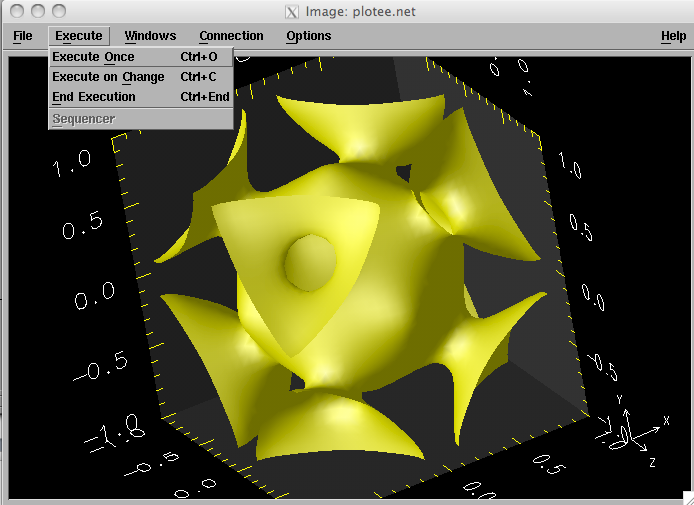 Image: plotee.net
File Execute Windows Connection Options Help
Execute Once Ctrl+O
Execute on Change Ctrl+C
End Execution Ctrl+End
Sequencer
1.0
0.5
0.0
-0.5
-0.5
0.0
0.0
0.5
1.0
0.5
0.0
-0.5
Y
X
Z